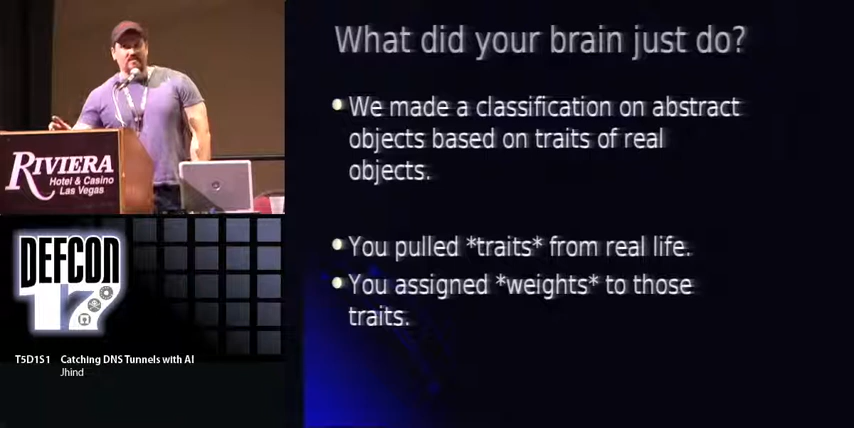 What did your brain just do?
We made a classification on abstract
objects based on traits of real
objects.
You pulled *traits* from real life.
You assigned *weights* to those
traits.
RIVIERA
Hotel & Casino
Las Vegas
DEFCON
17
T5D1S1 Catching DNS Tunnels with AI
Jhind